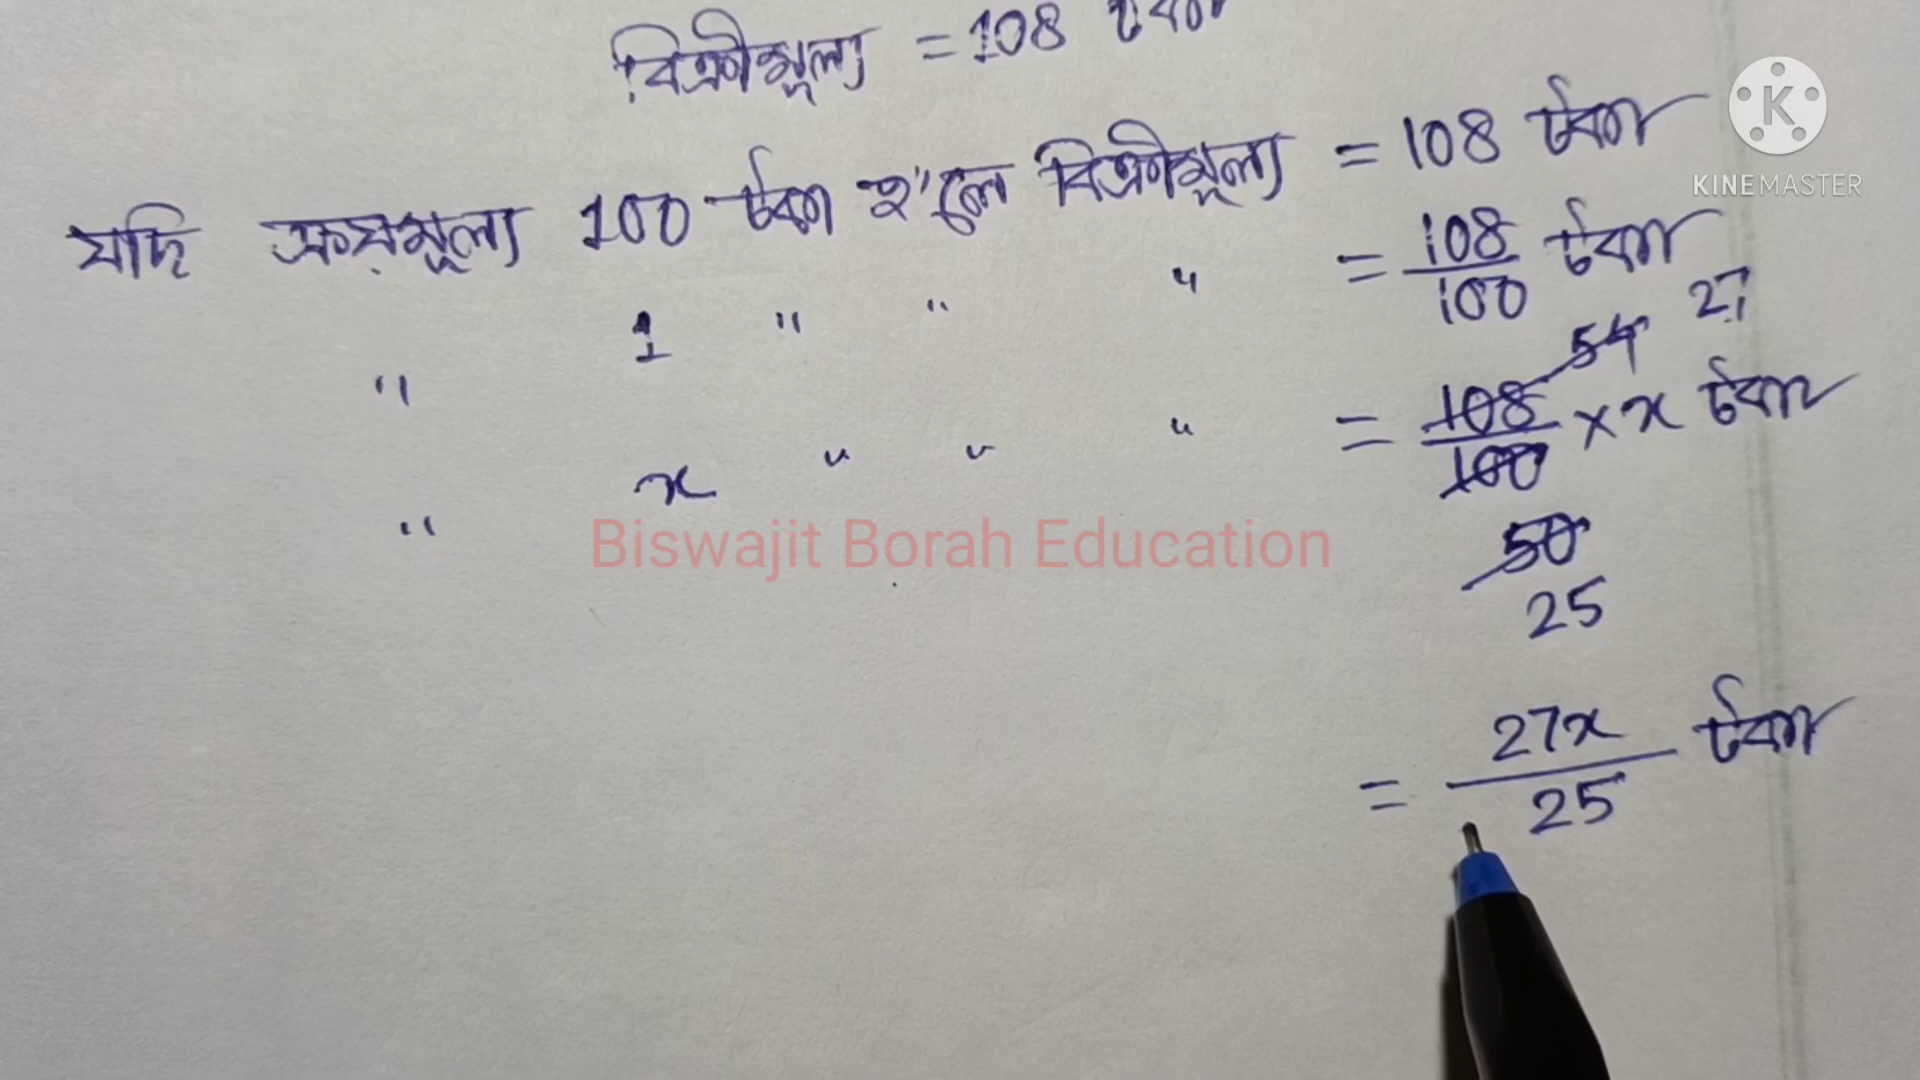 বিক্ৰীমূল্য = 108 টকা
যদি ক্ৰয়মূল্য 100 টকা হ'লে বিক্ৰীমূল্য = 108 টকা
" 1 " " " = 108/100 টকা
" x " " " = 108/100 × x টকা
54 27
50
25
= 27x/25 টকা
Biswajit Borah Education
KINEMASTER